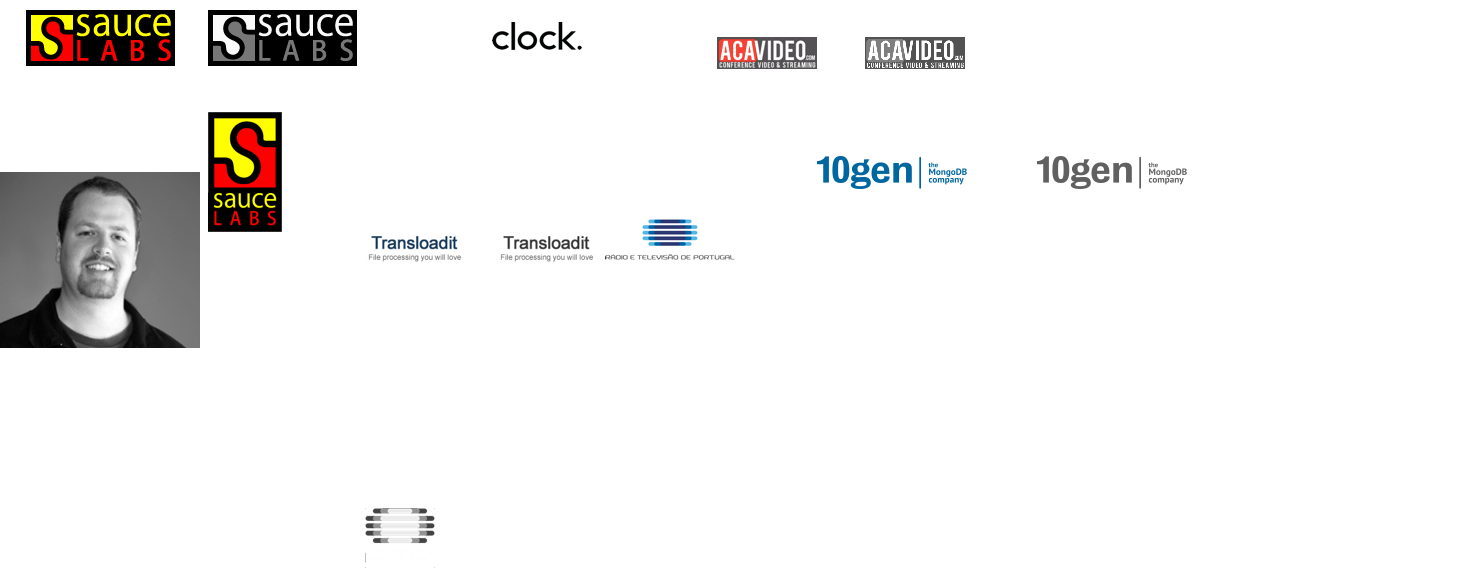 sauce
LABS
sauce
LABS
clock.
ACAVIDEO.COM
CONFERENCE VIDEO & STREAMING
ACAVIDEO
CONFERENCE VIDEO & STREAMING
sauce
LABS
10gen
the
MongoDB
company
10gen
the
MongoDB
company
Transloadit
File processing you will love
Transloadit
File processing you will love
RÁDIO E TELEVISÃO DE PORTUGAL